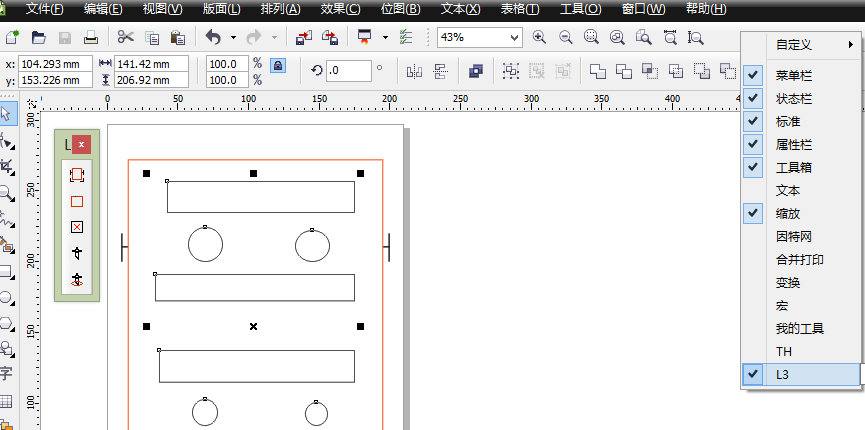 文件(F) 编辑(E) 视图(V) 版面(L) 排列(A) 效果(C) 位图(B) 文本(X) 表格(T) 工具(O) 窗口(W) 帮助(H)
43%
x: 104.293 mm 141.42 mm 100.0 % .0 °
y: 153.226 mm 206.92 mm 100.0 %
0 50 100 150 200 250 300 350 400
300
250
200
150
100
L x
字
自定义
菜单栏
状态栏
标准
属性栏
工具箱
文本
缩放
因特网
合并打印
变换
宏
我的工具
TH
L3